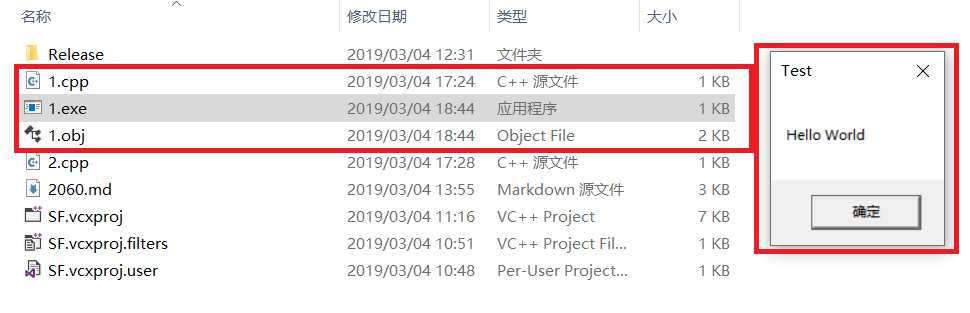 名称 修改日期 类型 大小
Release 2019/03/04 12:31 文件夹
1.cpp 2019/03/04 17:24 C++ 源文件 1 KB
1.exe 2019/03/04 18:44 应用程序 1 KB
1.obj 2019/03/04 18:44 Object File 2 KB
2.cpp 2019/03/04 17:28 C++ 源文件 1 KB
2060.md 2019/03/04 13:55 Markdown 源文件 3 KB
SF.vcxproj 2019/03/04 11:16 VC++ Project 7 KB
SF.vcxproj.filters 2019/03/04 10:51 VC++ Project Fil... 1 KB
SF.vcxproj.user 2019/03/04 10:48 Per-User Project... 1 KB
Test
Hello World
确定